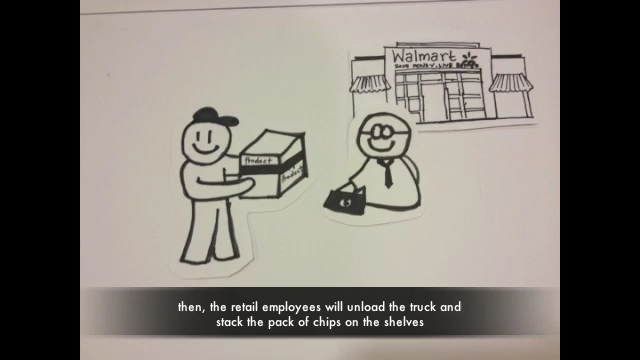 Walmart
SAVE MONEY. LIVE BETTER
Product
Product
then, the retail employees will unload the truck and
stack the pack of chips on the shelves